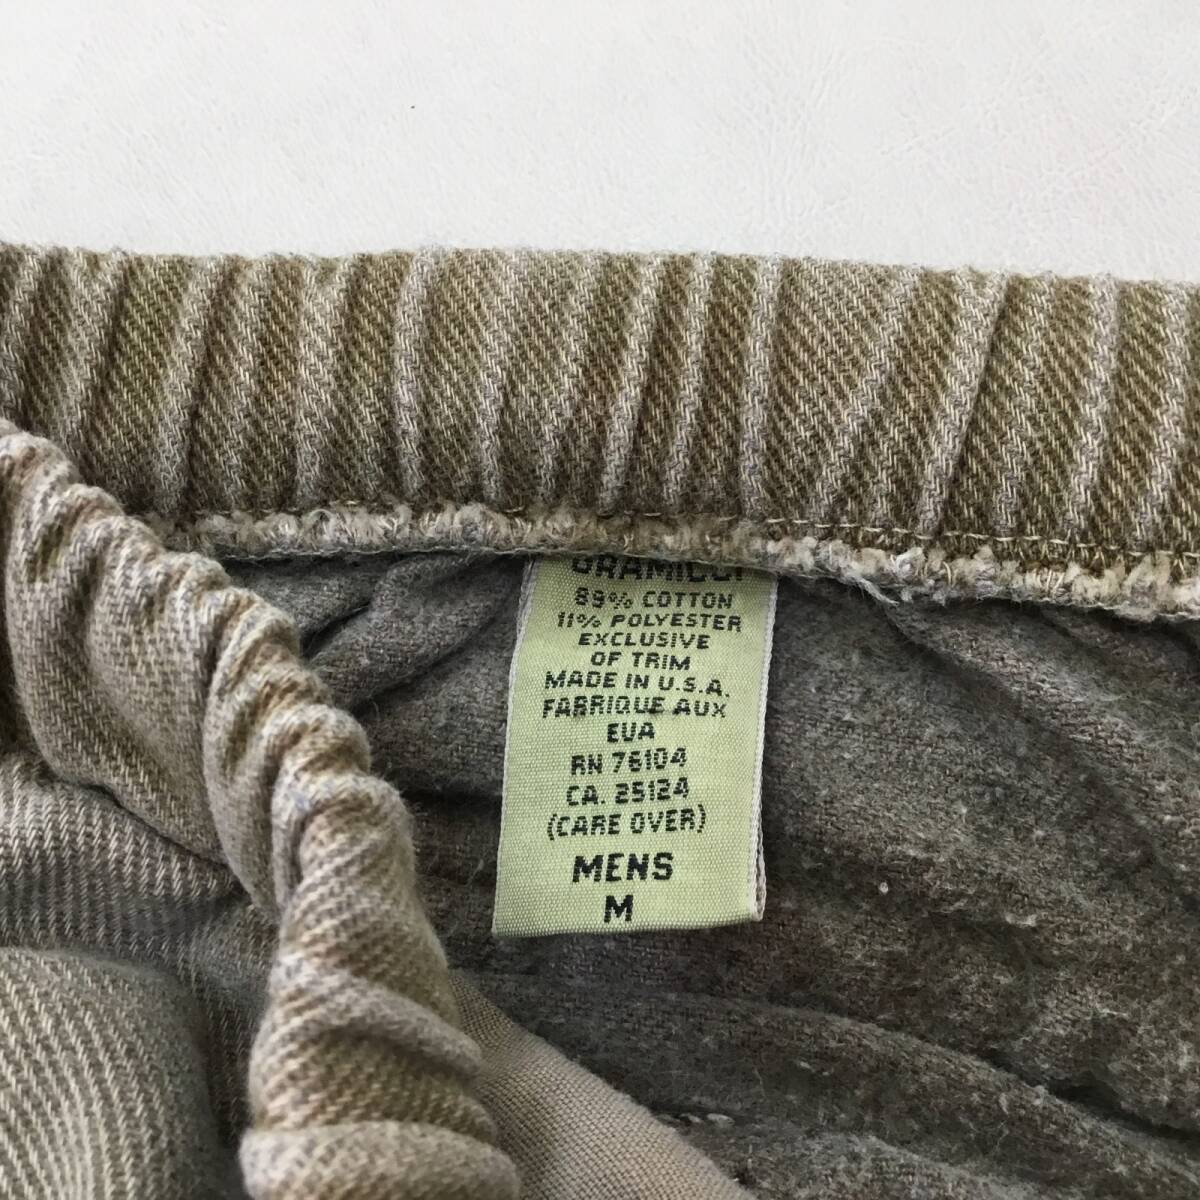 GRAMICCI
89% COTTON
11% POLYESTER
EXCLUSIVE
OF TRIM
MADE IN U.S.A.
FABRIQUE AUX
EUA
RN 76104
CA. 25124
(CARE OVER)
MENS
M